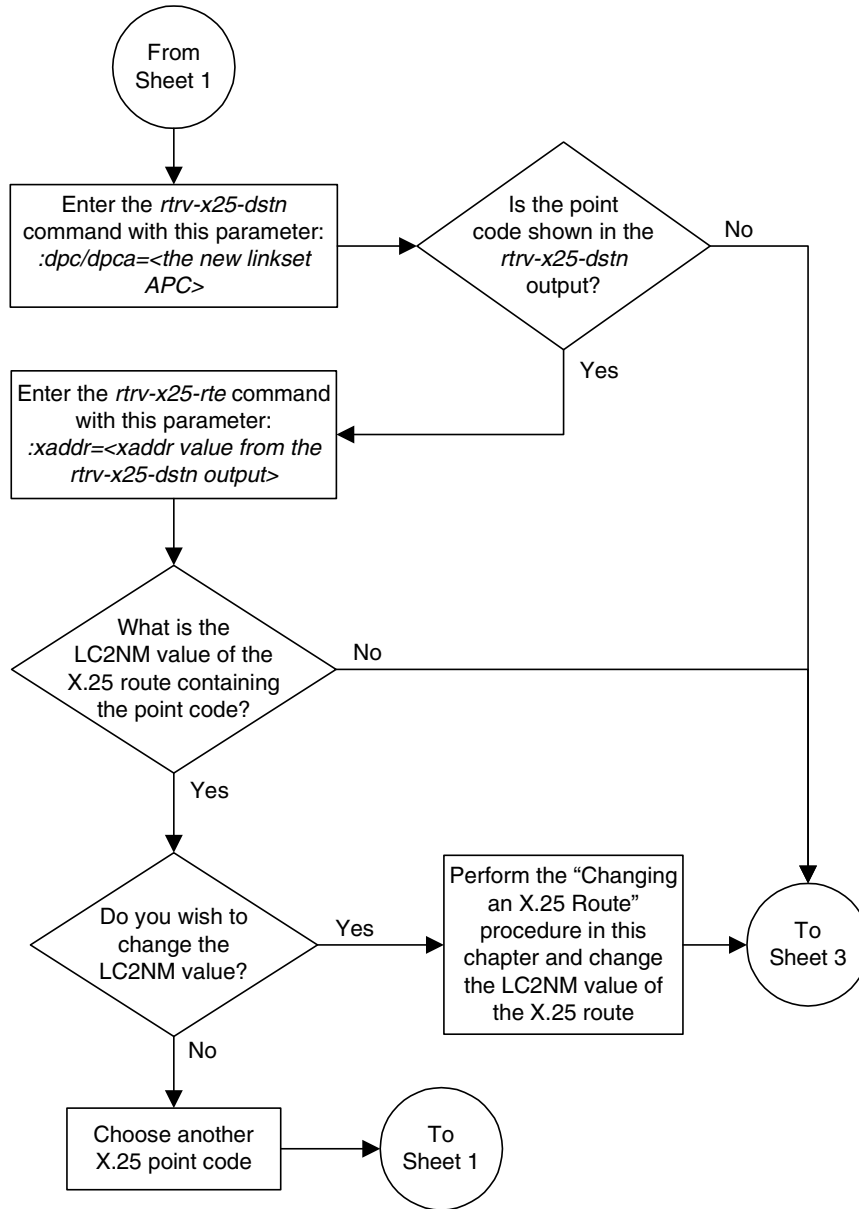 From
Sheet 1
Enter the rtrv-x25-dstn
command with this parameter:
:dpc/dpca=<the new linkset
APC>
Is the point
code shown in the
rtrv-x25-dstn
output?
No
Yes
Enter the rtrv-x25-rte command
with this parameter:
:xaddr=<xaddr value from the
rtrv-x25-dstn output>
What is the
LC2NM value of the
X.25 route containing
the point code?
No
Yes
Do you wish to
change the
LC2NM value?
Yes
Perform the “Changing
an X.25 Route”
procedure in this
chapter and change
the LC2NM value of
the X.25 route
To
Sheet 3
No
Choose another
X.25 point code
To
Sheet 1